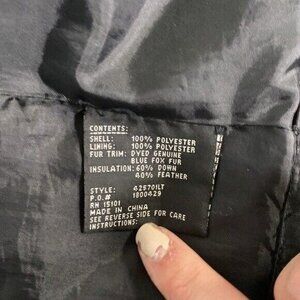 CONTENTS:
SHELL: 100% POLYESTER
LINING: 100% POLYESTER
FUR TRIM: DYED GENUINE
BLUE FOX FUR
INSULATION: 60% DOWN
40% FEATHER
STYLE: 625701LT
P.O.# 1800629
RN 15101
MADE IN CHINA
SEE REVERSE SIDE FOR CARE
INSTRUCTIONS: